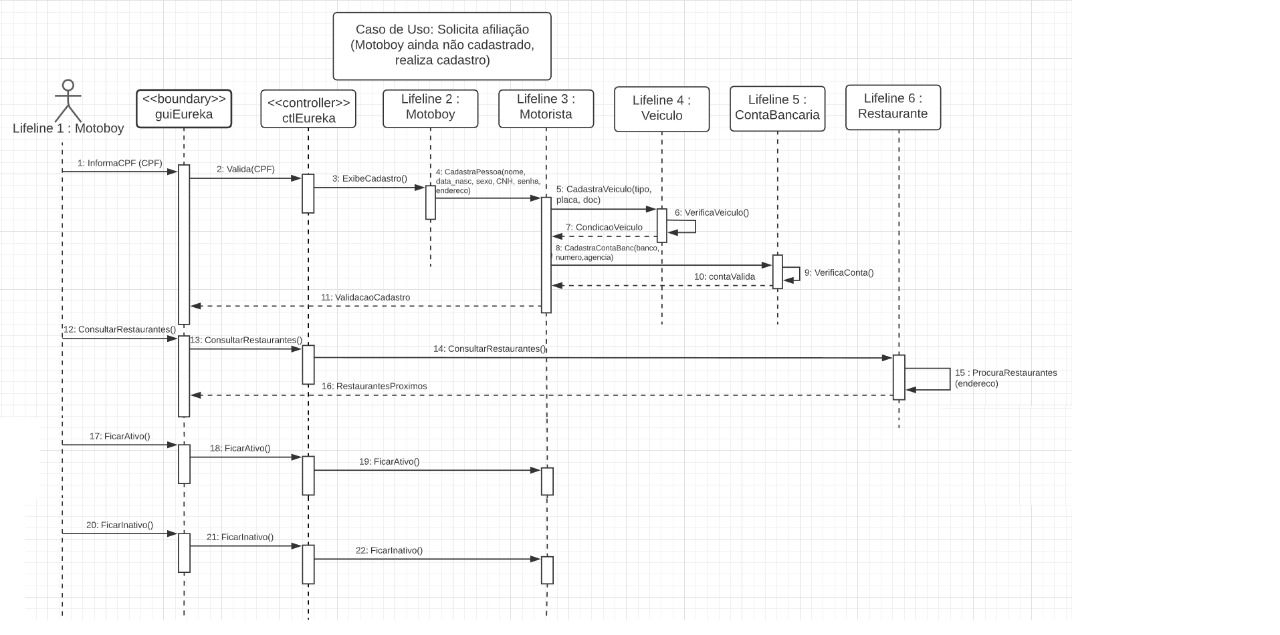 Caso de Uso: Solicita afiliação
(Motoboy ainda não cadastrado,
realiza cadastro)
Lifeline 1 : Motoboy
<<boundary>>
guiEureka
<<controller>>
ctlEureka
Lifeline 2 :
Motoboy
Lifeline 3 :
Motorista
Lifeline 4 :
Veiculo
Lifeline 5 :
ContaBancaria
Lifeline 6 :
Restaurante
1: InformaCPF (CPF)
2: Valida(CPF)
3: ExibeCadastro()
4: CadastraPessoa(nome,
data_nasc, sexo, CNH, senha,
endereco)
5: CadastraVeiculo(tipo,
placa, doc)
6: VerificaVeiculo()
7: CondicaoVeiculo
8: CadastraContaBanc(banco,
numero,agencia)
9: VerificaConta()
10: contaValida
11: ValidacaoCadastro
12: ConsultarRestaurantes()
13: ConsultarRestaurantes()
14: ConsultarRestaurantes()
15 : ProcuraRestaurantes
(endereco)
16: RestaurantesProximos
17: FicarAtivo()
18: FicarAtivo()
19: FicarAtivo()
20: FicarInativo()
21: FicarInativo()
22: FicarInativo()